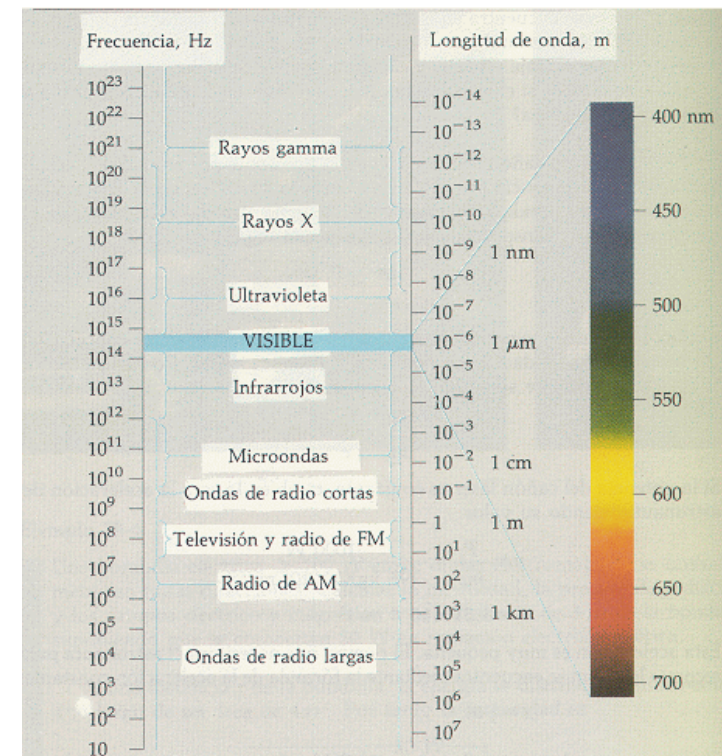 Frecuencia, Hz
Longitud de onda, m
10²³
10²²
10²¹
10²⁰
10¹⁹
10¹⁸
10¹⁷
10¹⁶
10¹⁵
10¹⁴
10¹³
10¹²
10¹¹
10¹⁰
10⁹
10⁸
10⁷
10⁶
10⁵
10⁴
10³
10²
10
Rayos gamma
Rayos X
Ultravioleta
VISIBLE
Infrarrojos
Microondas
Ondas de radio cortas
Televisión y radio de FM
Radio de AM
Ondas de radio largas
10⁻¹⁴
10⁻¹³
10⁻¹²
10⁻¹¹
10⁻¹⁰
10⁻⁹ 1 nm
10⁻⁸
10⁻⁷
10⁻⁶ 1 μm
10⁻⁵
10⁻⁴
10⁻³
10⁻² 1 cm
10⁻¹
1 1 m
10¹
10²
10³ 1 km
10⁴
10⁵
10⁶
10⁷
400 nm
450
500
550
600
650
700